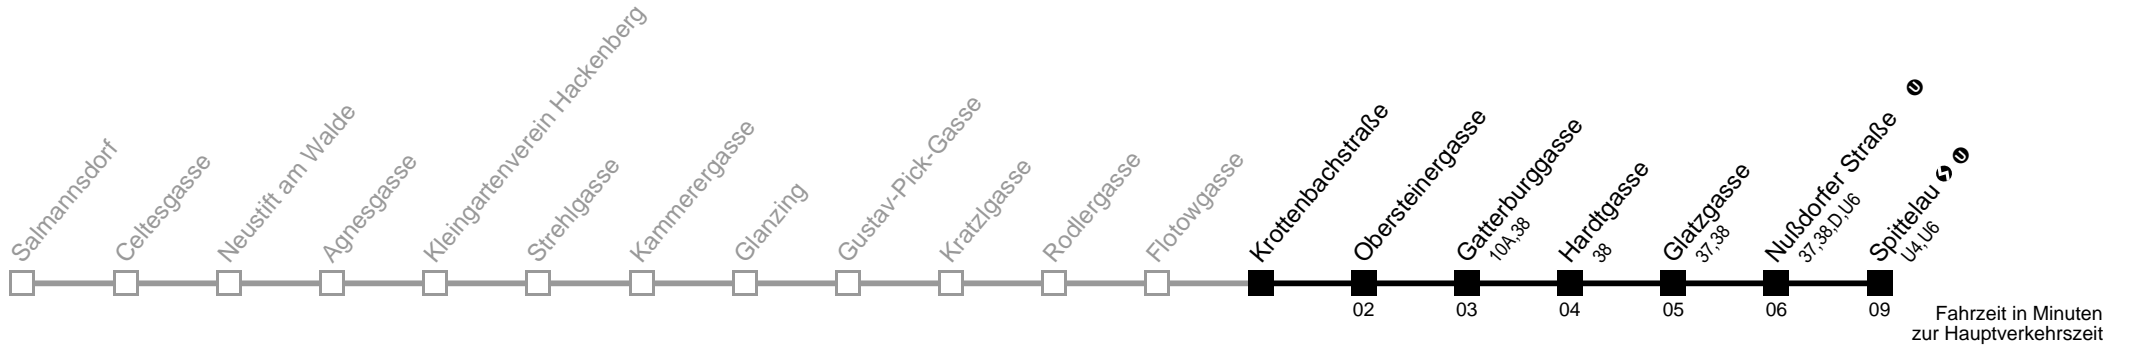 Salmannsdorf
Celtesgasse
Neustift am Walde
Agnesgasse
Kleingartenverein Hackenberg
Strehlgasse
Kammerergasse
Glanzing
Gustav-Pick-Gasse
Kratzlgasse
Rodlergasse
Flotowgasse
Krottenbachstraße
Obersteinergasse
Gatterburggasse
10A,38
Hardtgasse
38
Glatzgasse
37,38
Nußdorfer Straße U
37,38,D,U6
Spittelau S U
U4,U6
02 03 04 05 06 09
Fahrzeit in Minuten
zur Hauptverkehrszeit